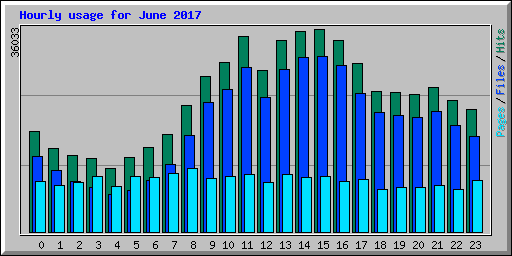 Hourly usage for June 2017
36033
Pages/Files/Hits
0 1 2 3 4 5 6 7 8 9 10 11 12 13 14 15 16 17 18 19 20 21 22 23